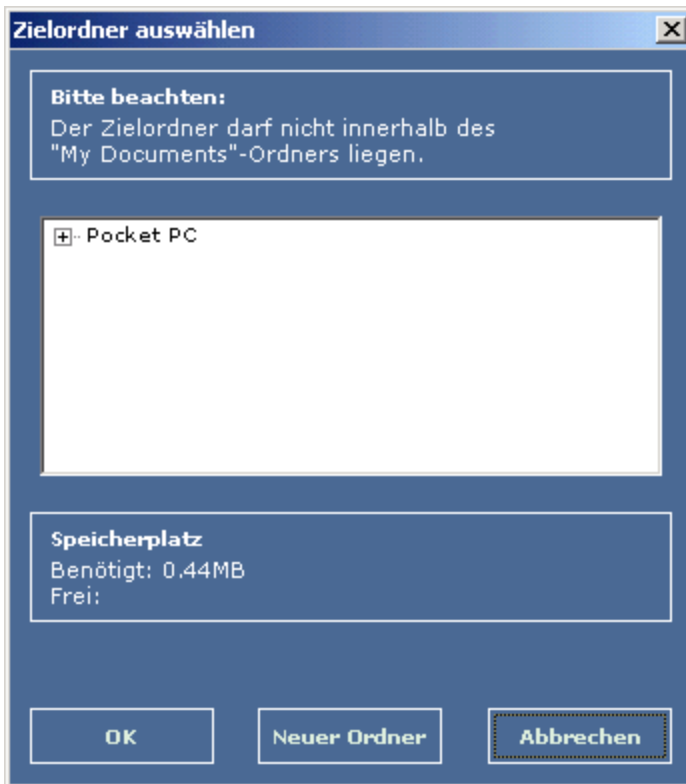 Zielordner auswählen
Bitte beachten:
Der Zielordner darf nicht innerhalb des
"My Documents"-Ordners liegen.
Pocket PC
Speicherplatz
Benötigt: 0.44MB
Frei:
OK
Neuer Ordner
Abbrechen